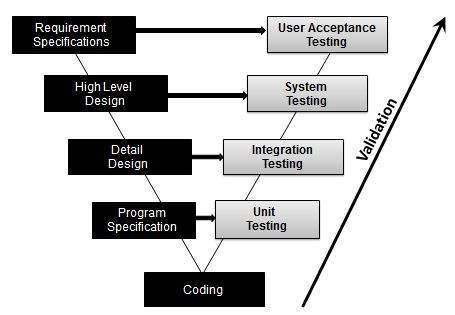 Requirement
Specifications
User Acceptance
Testing
High Level
Design
System
Testing
Detail
Design
Integration
Testing
Program
Specification
Unit
Testing
Coding
Validation